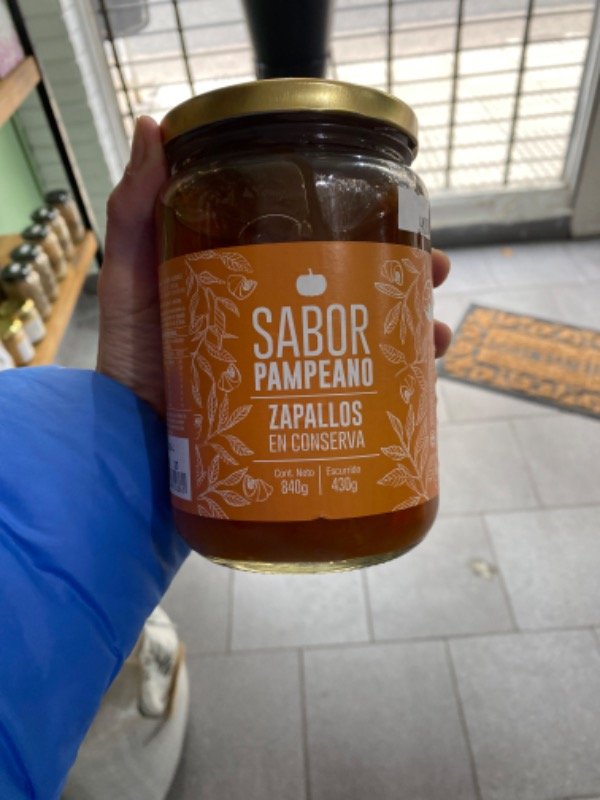 SABOR
PAMPEANO
ZAPALLOS
EN CONSERVA
Cont. Neto
840g
Escurrido
430g